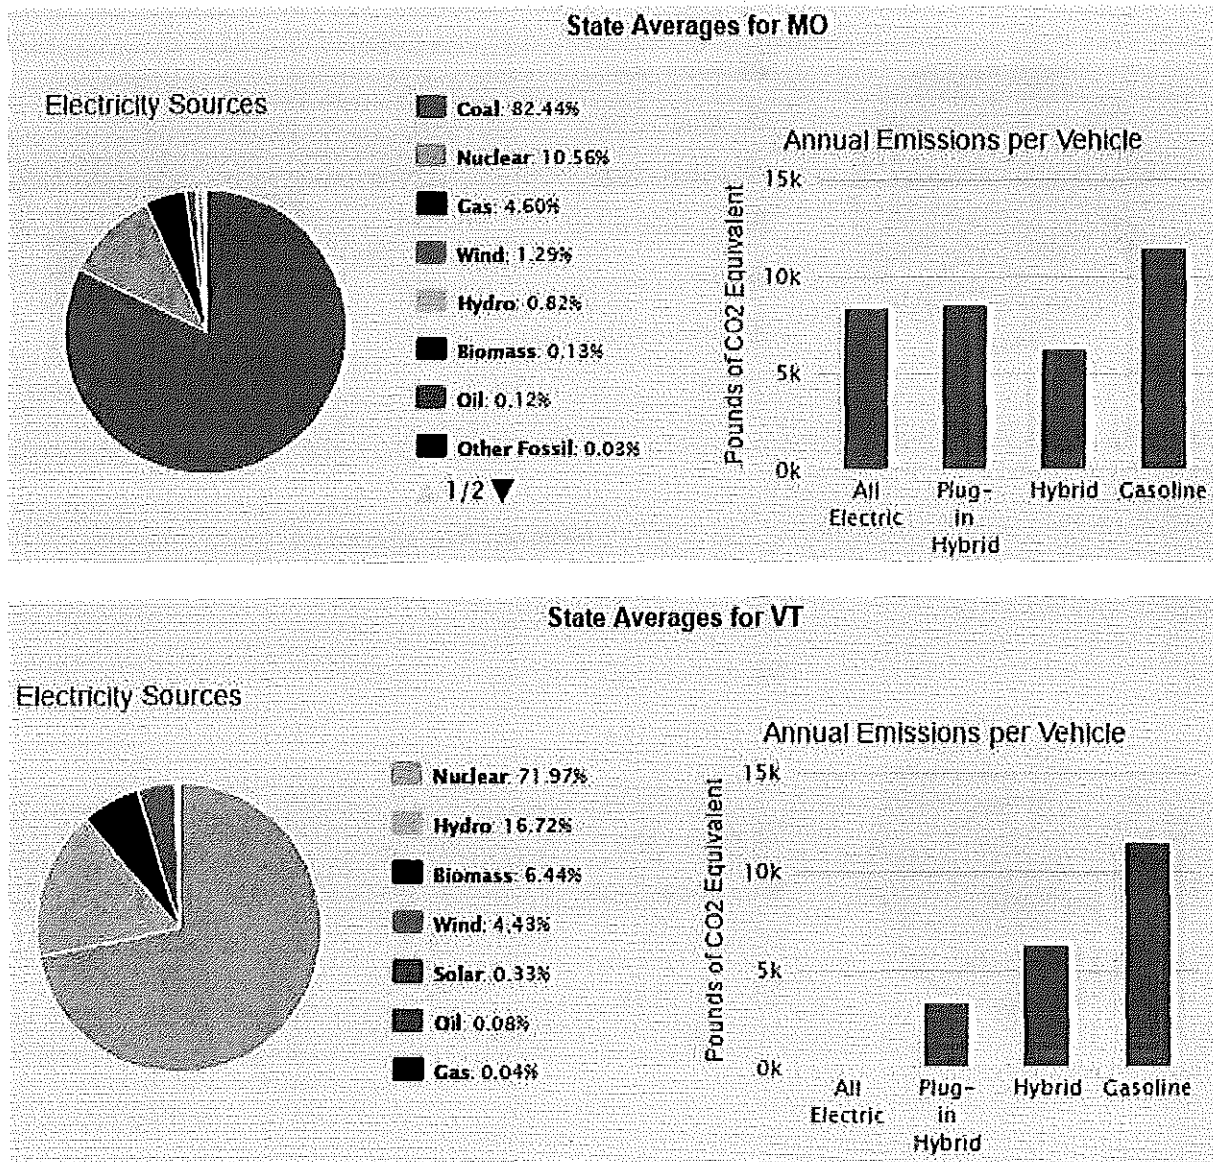 State Averages for MO
Electricity Sources
Coal: 82.44%
Nuclear: 10.56%
Gas: 4.60%
Wind: 1.29%
Hydro: 0.82%
Biomass: 0.13%
Oil: 0.12%
Other Fossil: 0.03%
1/2 ▼
Annual Emissions per Vehicle
Pounds of CO2 Equivalent
15k
10k
5k
0k
All Electric
Plug-in Hybrid
Hybrid
Gasoline
State Averages for VT
Electricity Sources
Nuclear: 71.97%
Hydro: 16.72%
Biomass: 6.44%
Wind: 4.43%
Solar: 0.33%
Oil: 0.08%
Gas: 0.04%
Annual Emissions per Vehicle
Pounds of CO2 Equivalent
15k
10k
5k
0k
All Electric
Plug-in Hybrid
Hybrid
Gasoline